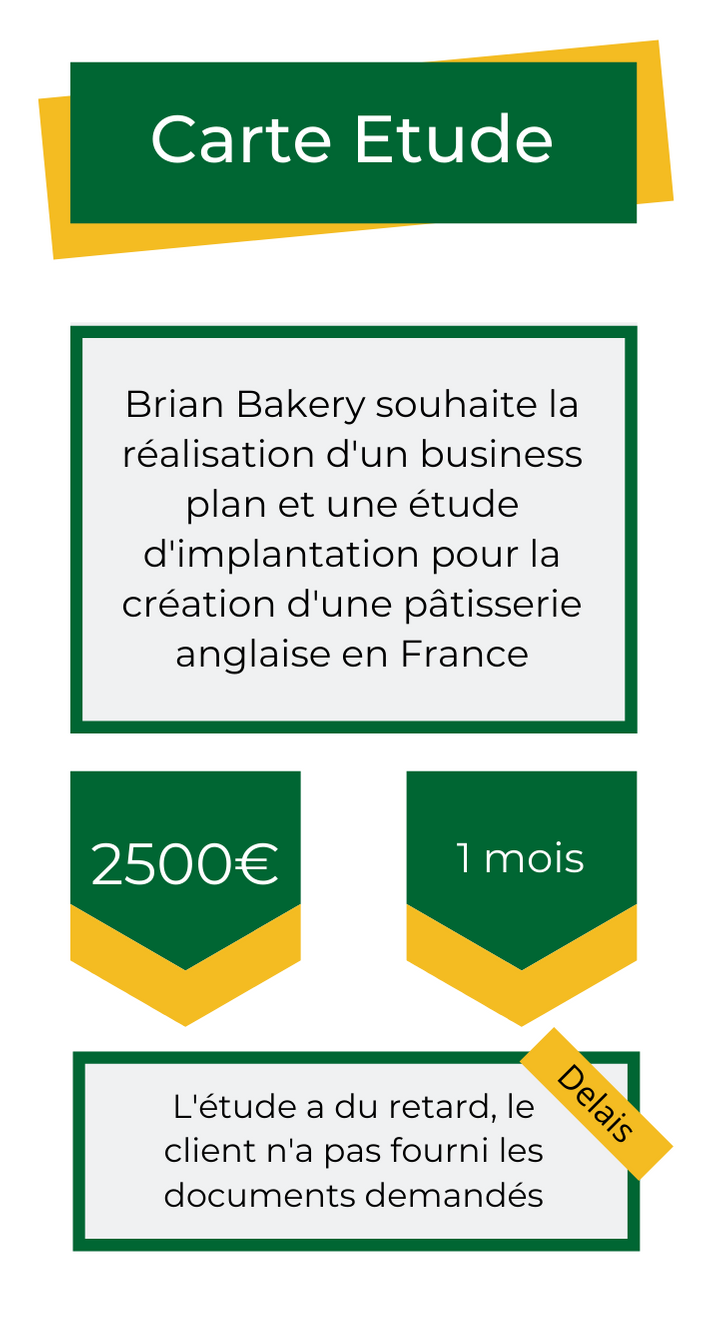 Carte Etude
Brian Bakery souhaite la
réalisation d'un business
plan et une étude
d'implantation pour la
création d'une pâtisserie
anglaise en France
2500€
1 mois
Delais
L'étude a du retard, le
client n'a pas fourni les
documents demandés